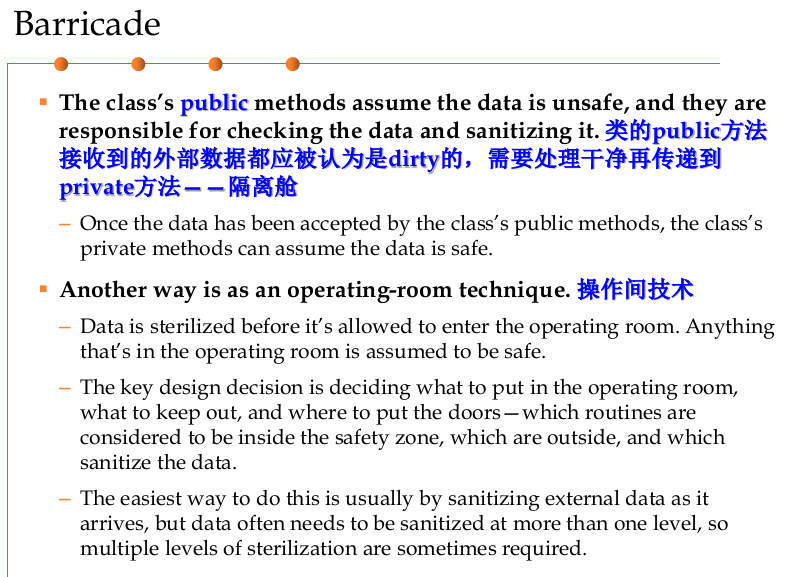 Barricade
The class’s public methods assume the data is unsafe, and they are
responsible for checking the data and sanitizing it. 类的public方法
接收到的外部数据都应被认为是dirty的，需要处理干净再传递到
private方法——隔离舱
– Once the data has been accepted by the class’s public methods, the class’s
private methods can assume the data is safe.
Another way is as an operating-room technique. 操作间技术
– Data is sterilized before it’s allowed to enter the operating room. Anything
that’s in the operating room is assumed to be safe.
– The key design decision is deciding what to put in the operating room,
what to keep out, and where to put the doors—which routines are
considered to be inside the safety zone, which are outside, and which
sanitize the data.
– The easiest way to do this is usually by sanitizing external data as it
arrives, but data often needs to be sanitized at more than one level, so
multiple levels of sterilization are sometimes required.